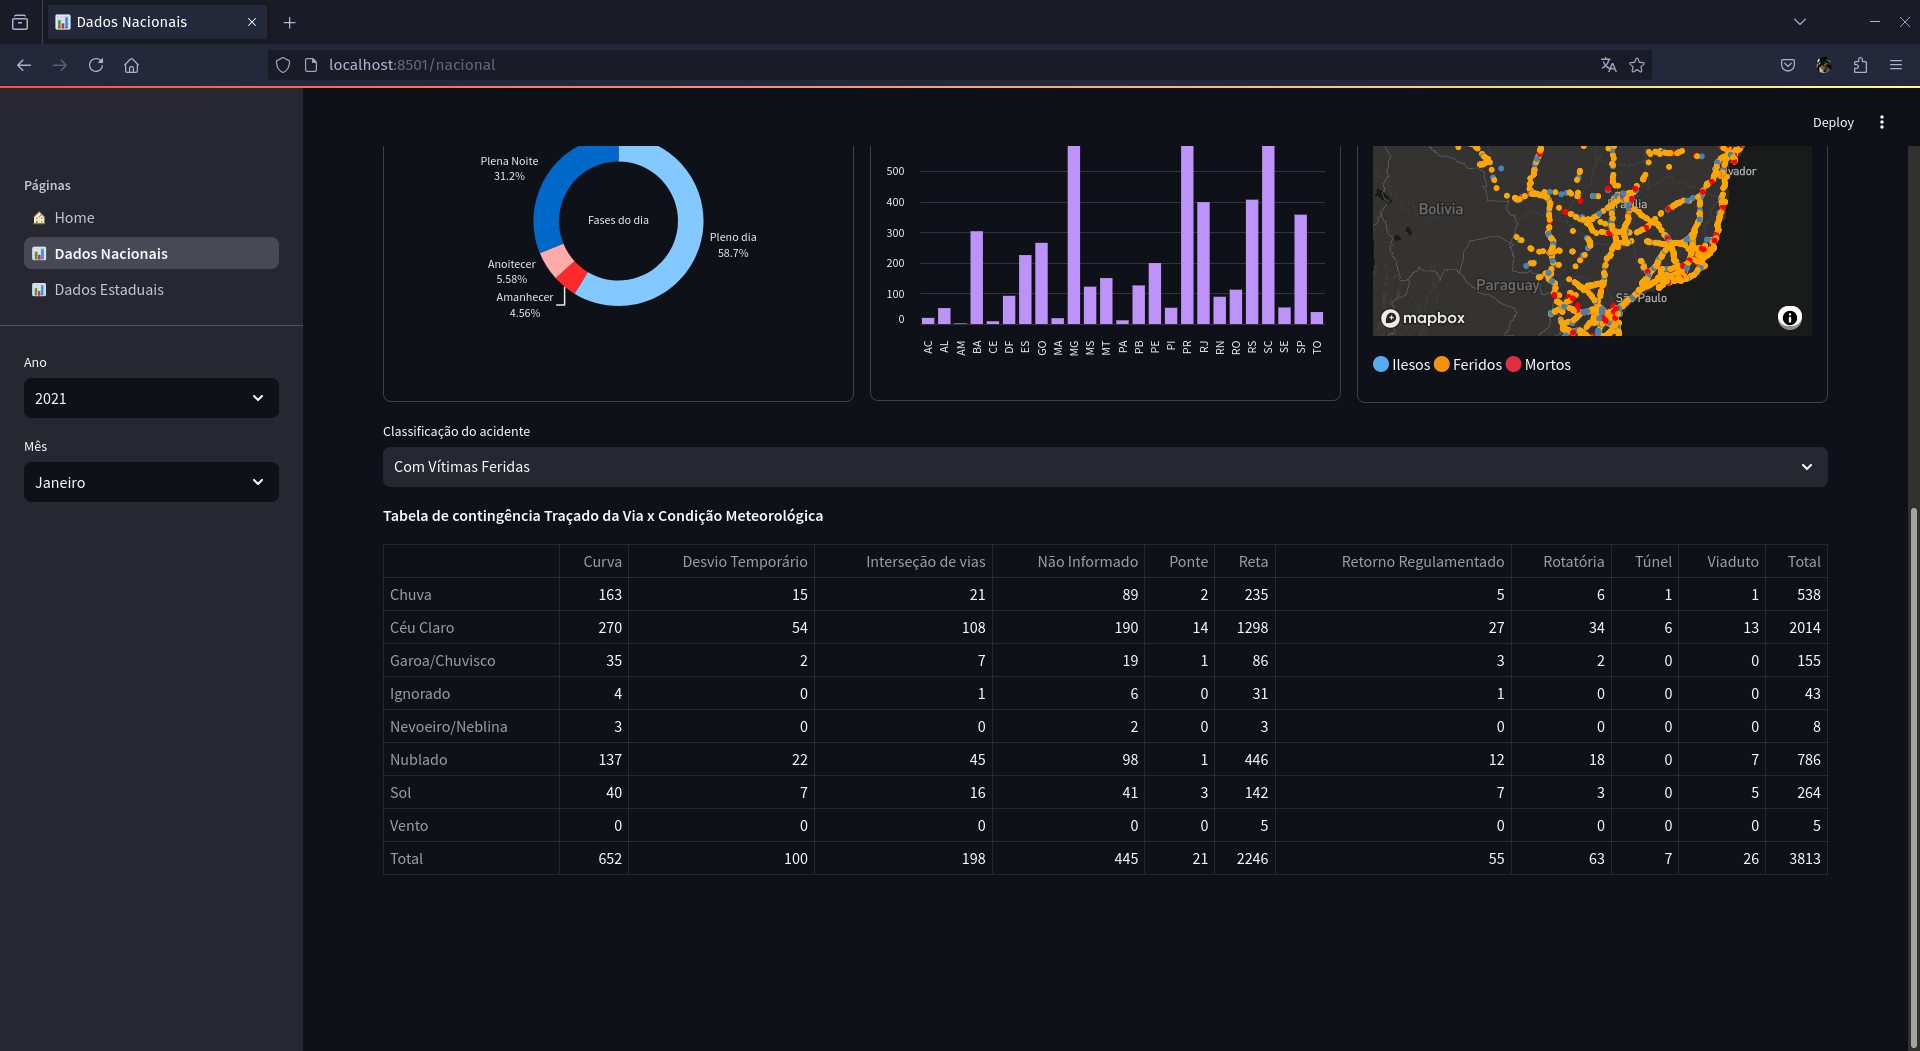 Dados Nacionais
localhost:8501/nacional
Deploy
Páginas
Home
Dados Nacionais
Dados Estaduais
Ano
2021
Mês
Janeiro
Plena Noite
31.2%
Fases do dia
Pleno dia
58.7%
Anoitecer
5.58%
Amanhecer
4.56%
500
400
300
200
100
0
AC AL AM BA CE DF ES GO MA MG MS MT PA PB PE PI PR RJ RN RO RS SC SE SP TO
vador
Bolivia
Paraguay
São Paulo
mapbox
Ilesos Feridos Mortos
Classificação do acidente
Com Vítimas Feridas
Tabela de contingência Traçado da Via x Condição Meteorológica
Curva Desvio Temporário Interseção de vias Não Informado Ponte Reta Retorno Regulamentado Rotatória Túnel Viaduto Total
Chuva 163 15 21 89 2 235 5 6 1 1 538
Céu Claro 270 54 108 190 14 1298 27 34 6 13 2014
Garoa/Chuvisco 35 2 7 19 1 86 3 2 0 0 155
Ignorado 4 0 1 6 0 31 1 0 0 0 43
Nevoeiro/Neblina 3 0 0 2 0 3 0 0 0 0 8
Nublado 137 22 45 98 1 446 12 18 0 7 786
Sol 40 7 16 41 3 142 7 3 0 5 264
Vento 0 0 0 0 0 5 0 0 0 0 5
Total 652 100 198 445 21 2246 55 63 7 26 3813